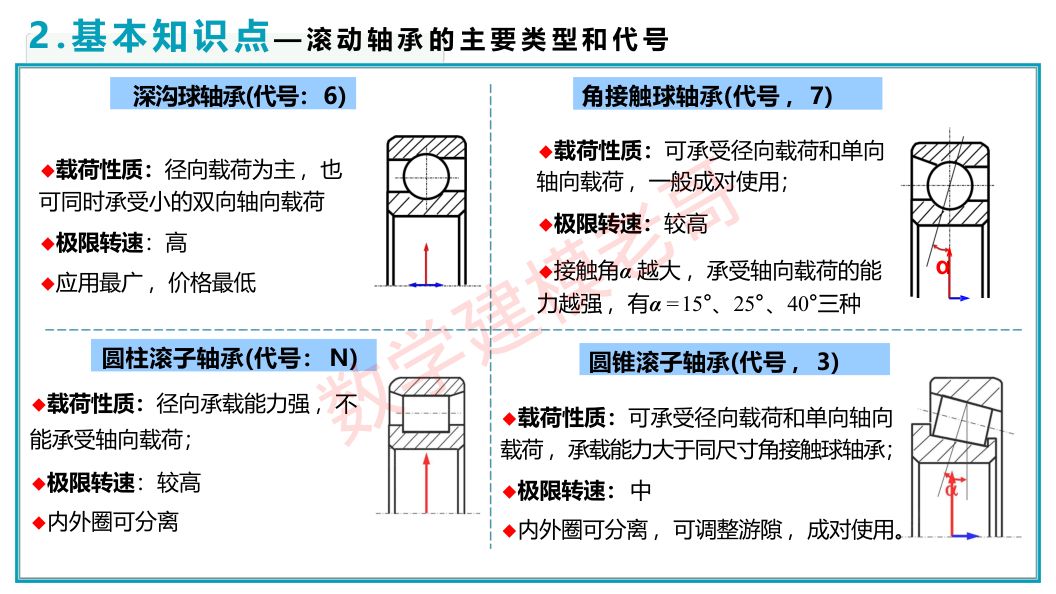 2.基本知识点—滚动轴承的主要类型和代号
深沟球轴承(代号：6)
◆载荷性质：径向载荷为主，也
可同时承受小的双向轴向载荷
◆极限转速：高
◆应用最广，价格最低
角接触球轴承(代号，7)
◆载荷性质：可承受径向载荷和单向
轴向载荷，一般成对使用；
◆极限转速：较高
◆接触角α 越大，承受轴向载荷的能
力越强，有α =15°、25°、40°三种
α
圆柱滚子轴承(代号：N)
◆载荷性质：径向承载能力强，不
能承受轴向载荷；
◆极限转速：较高
◆内外圈可分离
圆锥滚子轴承(代号，3)
◆载荷性质：可承受径向载荷和单向轴向
载荷，承载能力大于同尺寸角接触球轴承；
◆极限转速：中
◆内外圈可分离，可调整游隙，成对使用。
α
数学建模老哥